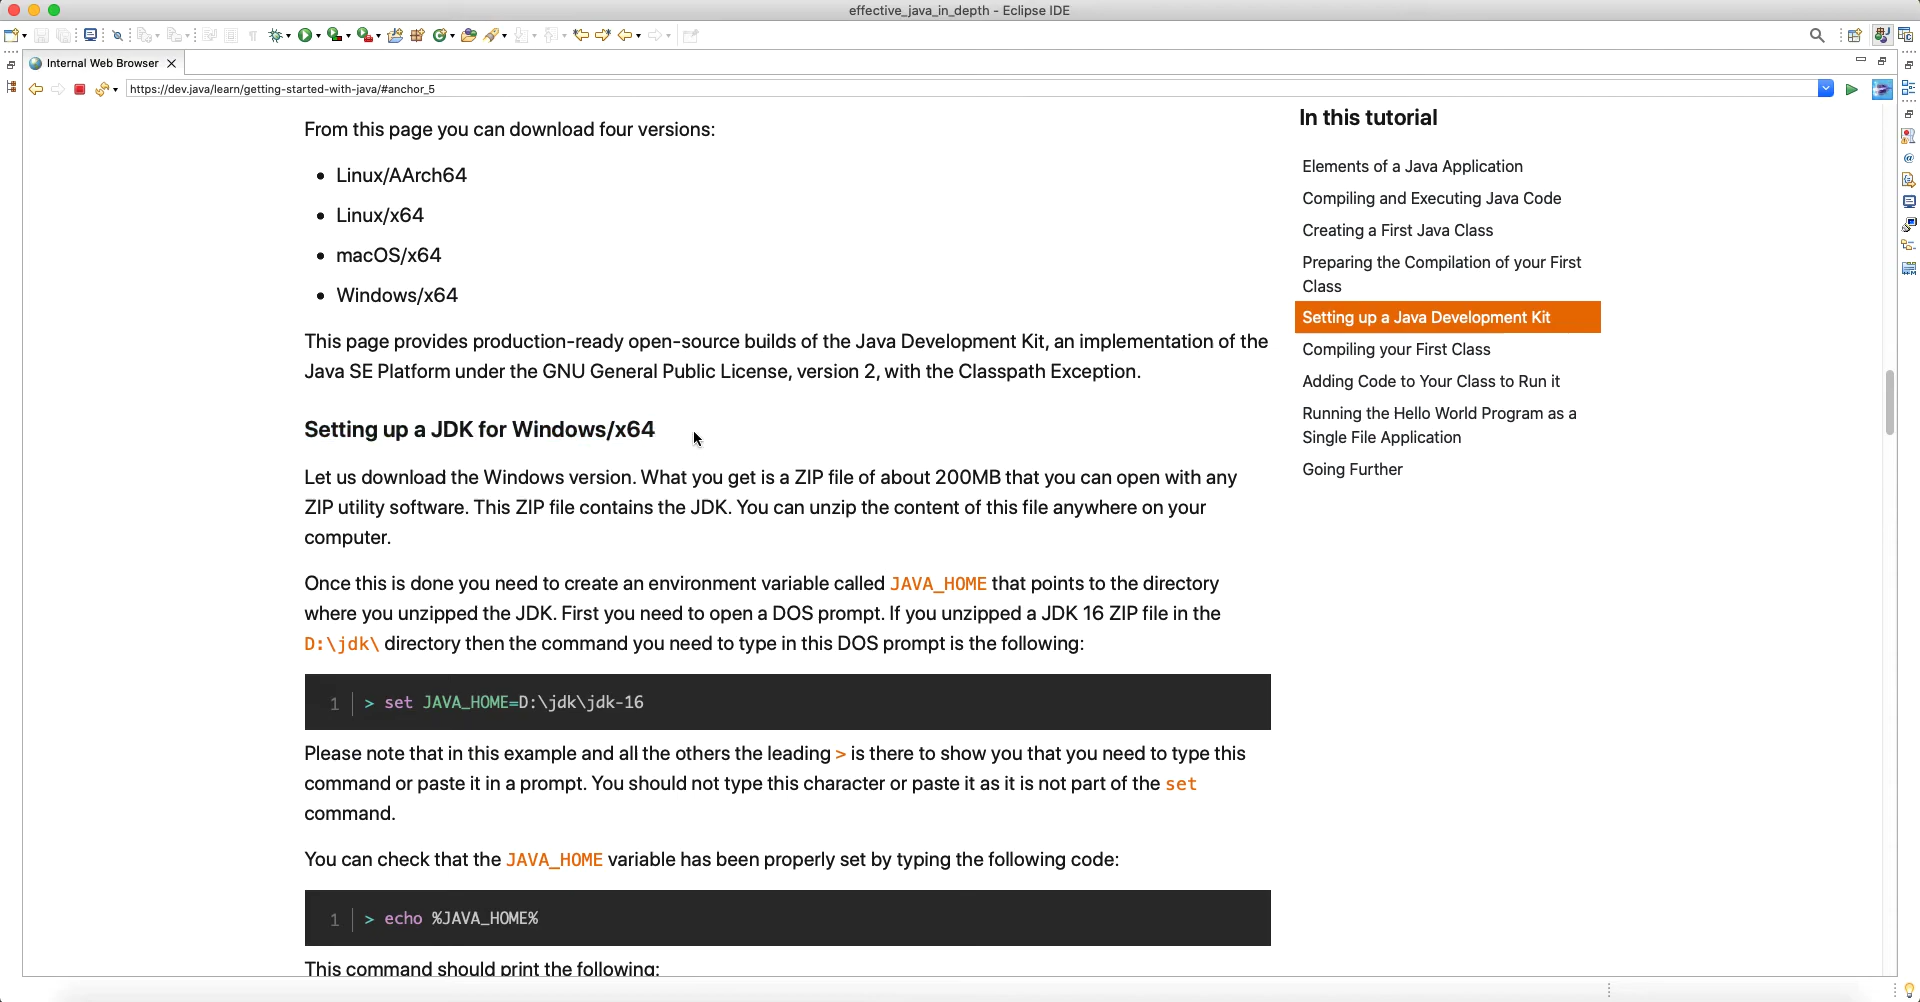 effective_java_in_depth - Eclipse IDE
Internal Web Browser
https://dev.java/learn/getting-started-with-java/#anchor_5
From this page you can download four versions:
• Linux/AArch64
• Linux/x64
• macOS/x64
• Windows/x64
This page provides production-ready open-source builds of the Java Development Kit, an implementation of the
Java SE Platform under the GNU General Public License, version 2, with the Classpath Exception.
Setting up a JDK for Windows/x64
Let us download the Windows version. What you get is a ZIP file of about 200MB that you can open with any
ZIP utility software. This ZIP file contains the JDK. You can unzip the content of this file anywhere on your
computer.
Once this is done you need to create an environment variable called JAVA_HOME that points to the directory
where you unzipped the JDK. First you need to open a DOS prompt. If you unzipped a JDK 16 ZIP file in the
D:\jdk\ directory then the command you need to type in this DOS prompt is the following:
1 > set JAVA_HOME=D:\jdk\jdk-16
Please note that in this example and all the others the leading > is there to show you that you need to type this
command or paste it in a prompt. You should not type this character or paste it as it is not part of the set
command.
You can check that the JAVA_HOME variable has been properly set by typing the following code:
1 > echo %JAVA_HOME%
This command should print the following:
In this tutorial
Elements of a Java Application
Compiling and Executing Java Code
Creating a First Java Class
Preparing the Compilation of your First
Class
Setting up a Java Development Kit
Compiling your First Class
Adding Code to Your Class to Run it
Running the Hello World Program as a
Single File Application
Going Further